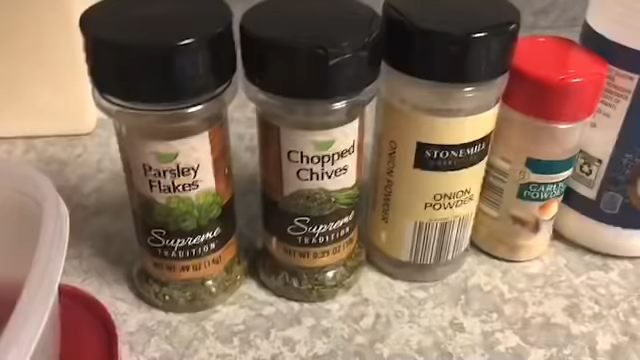 Parsley
Flakes
Supreme
TRADITION
NET WT .49 OZ (14g)
Chopped
Chives
Supreme
TRADITION
NET WT 0.25 OZ
ONION POWDER
STONEMILL
ONION
POWDER
GARLIC
POWDER